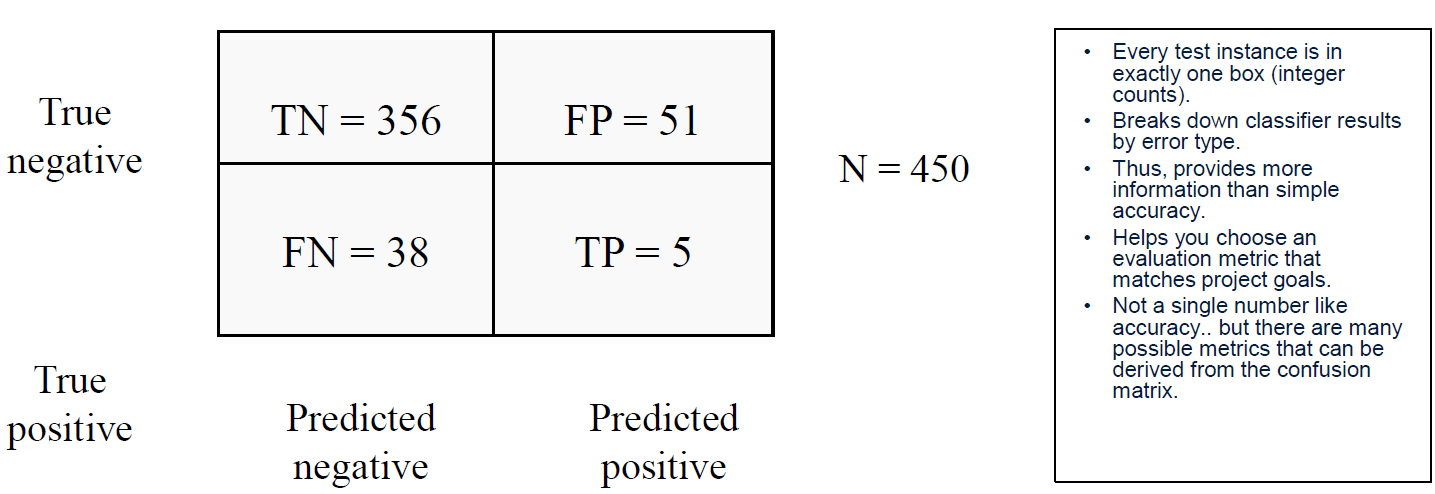 True
negative
TN = 356
FP = 51
N = 450
FN = 38
TP = 5
True
positive
Predicted
negative
Predicted
positive
• Every test instance is in
exactly one box (integer
counts).
• Breaks down classifier results
by error type.
• Thus, provides more
information than simple
accuracy.
• Helps you choose an
evaluation metric that
matches project goals.
• Not a single number like
accuracy.. but there are many
possible metrics that can be
derived from the confusion
matrix.